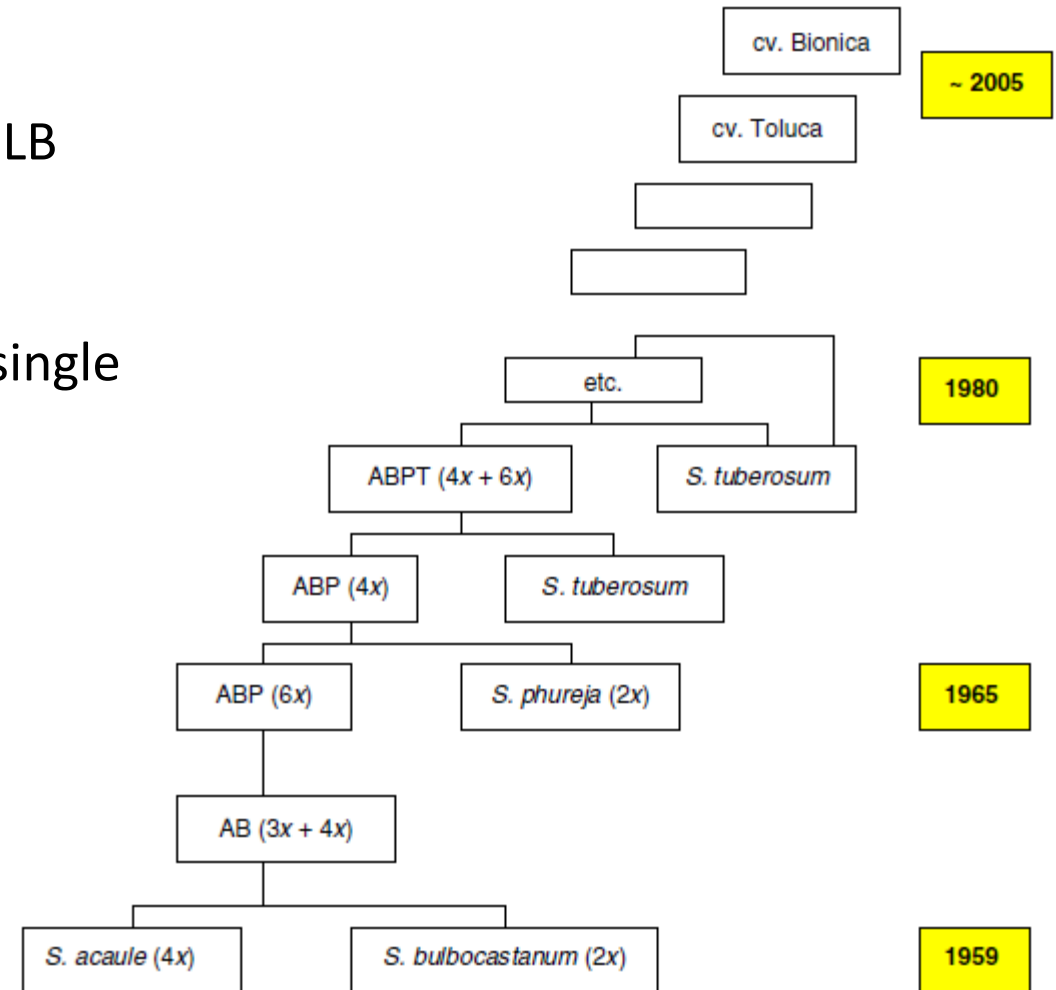 cv. Bionica
~ 2005
LB
cv. Toluca
single
etc.
1980
ABPT (4x + 6x)
S. tuberosum
ABP (4x)
S. tuberosum
ABP (6x)
S. phureja (2x)
1965
AB (3x + 4x)
S. acaule (4x)
S. bulbocastanum (2x)
1959